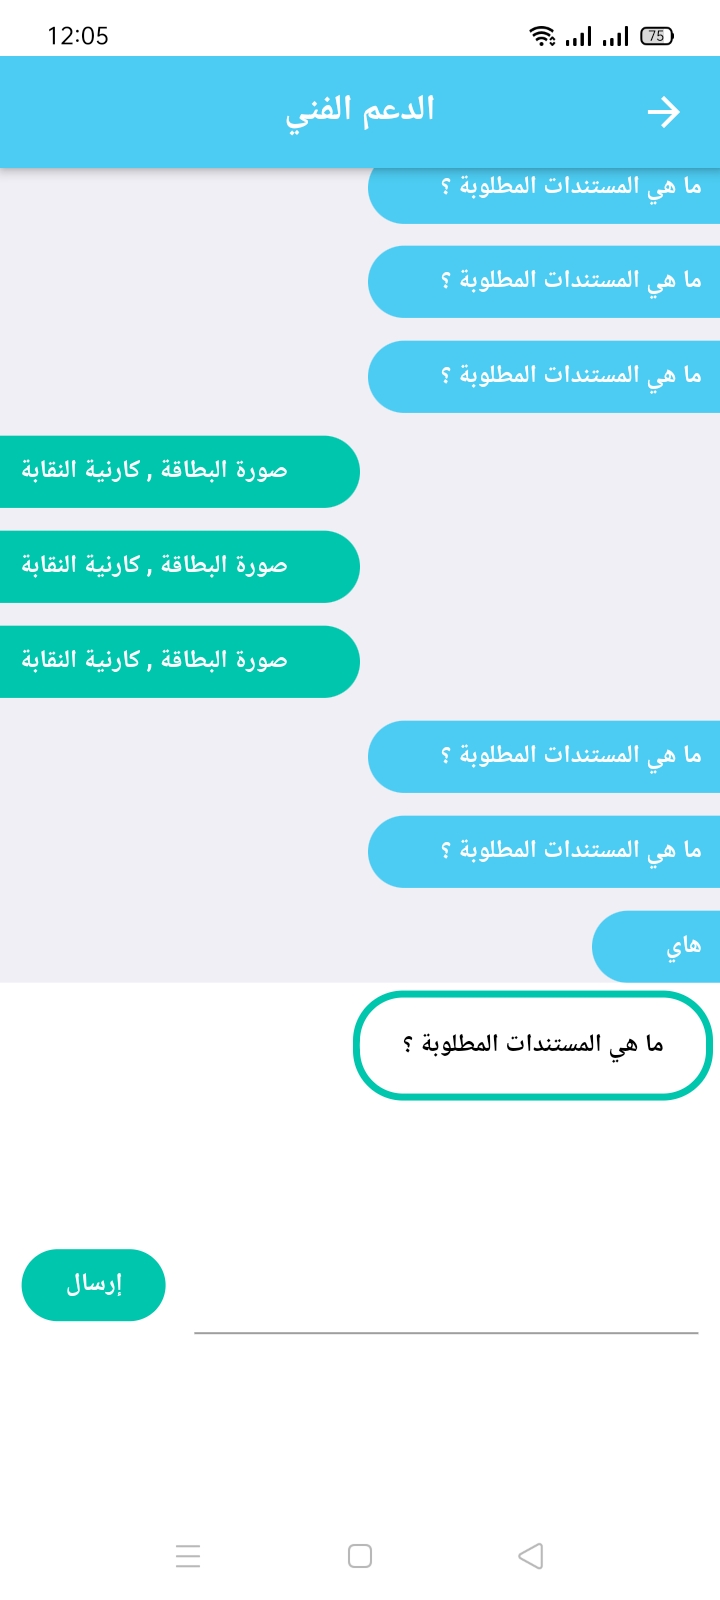 12:05
75
الدعم الفني
ما هي المستندات المطلوبة ؟
ما هي المستندات المطلوبة ؟
ما هي المستندات المطلوبة ؟
صورة البطاقة , كارنية النقابة
صورة البطاقة , كارنية النقابة
صورة البطاقة , كارنية النقابة
ما هي المستندات المطلوبة ؟
ما هي المستندات المطلوبة ؟
هاي
ما هي المستندات المطلوبة ؟
إرسال